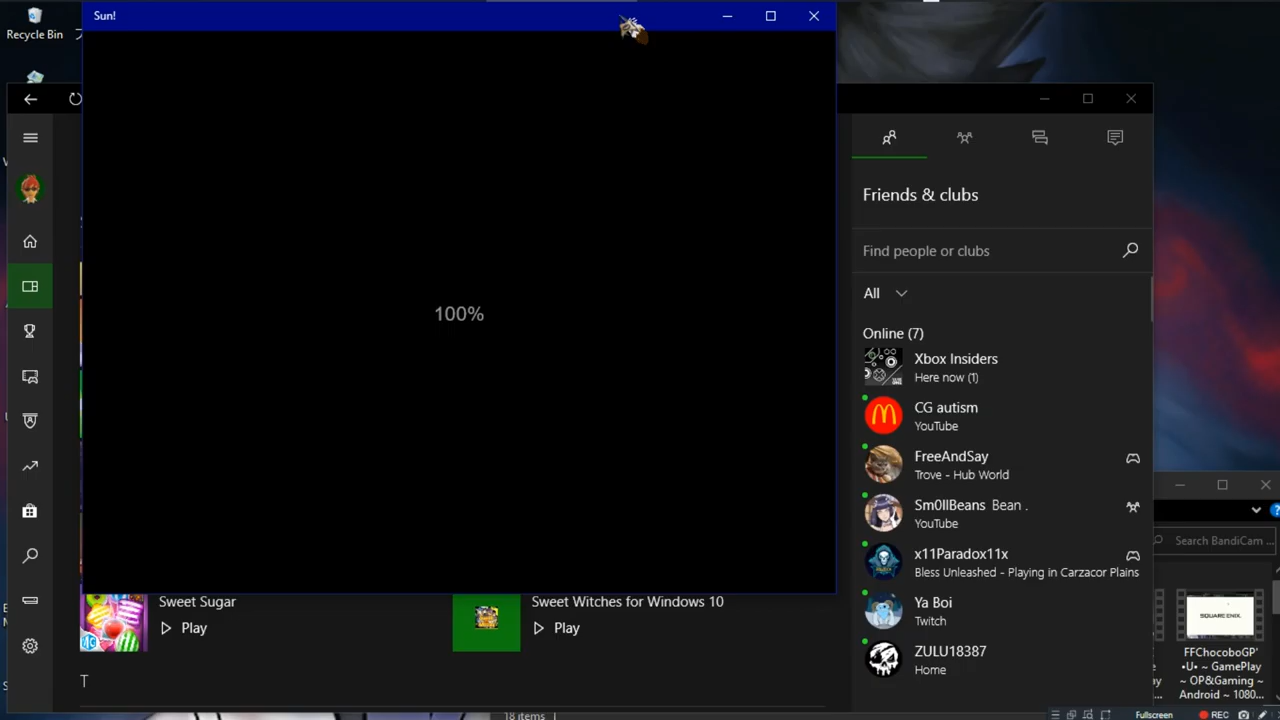 Sun!
Recycle Bin
100%
Friends & clubs
Find people or clubs
All
Online (7)
Xbox Insiders
Here now (1)
CG autism
YouTube
FreeAndSay
Trove - Hub World
Sm0llBeans Bean .
YouTube
x11Paradox11x
Bless Unleashed - Playing in Carzacor Plains
Ya Boi
Twitch
ZULU18387
Home
Sweet Sugar
Play
Sweet Witches for Windows 10
Play
T
Search BandiCam ...
SQUARE ENIX
FFChocoboGP'
•U• ~ GamePlay
~ OP&Gaming ~
Android ~ 1080...
18 items
Fullscreen
REC